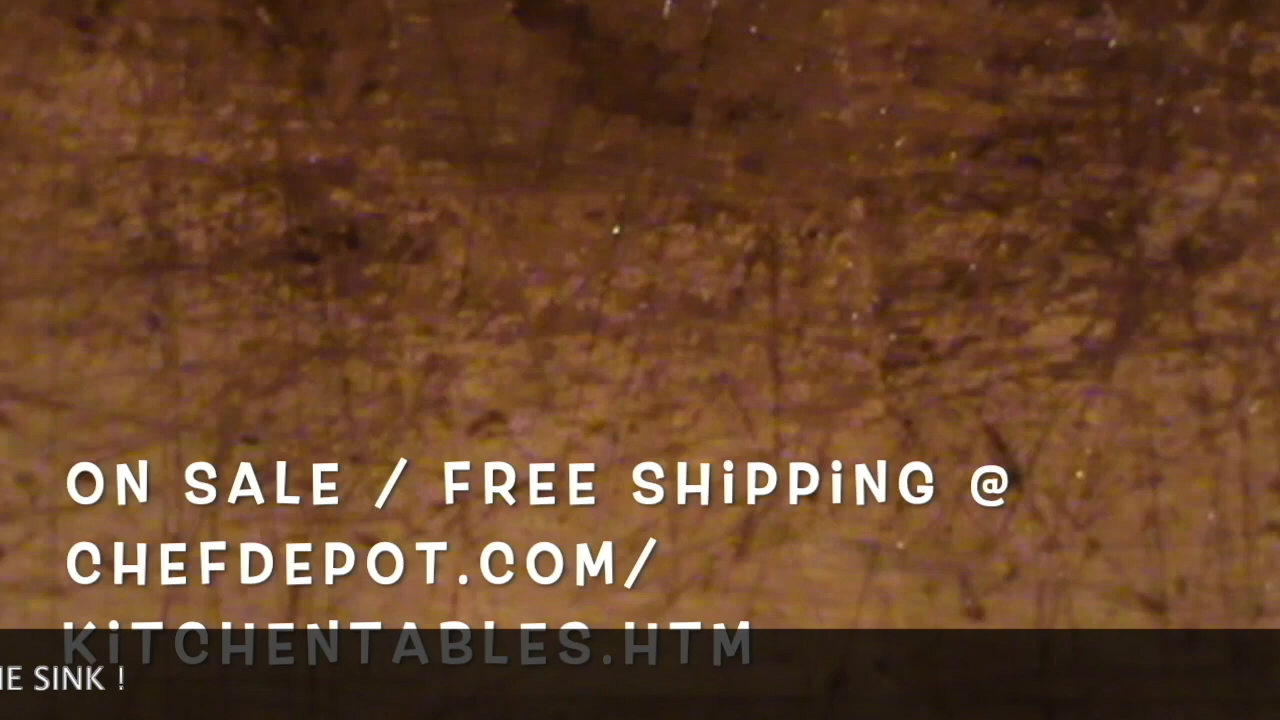 ON SALE / FREE SHiPPiNG @
CHEFDEPOT.COM/
KiTCHENTABLES.HTM
SINK !